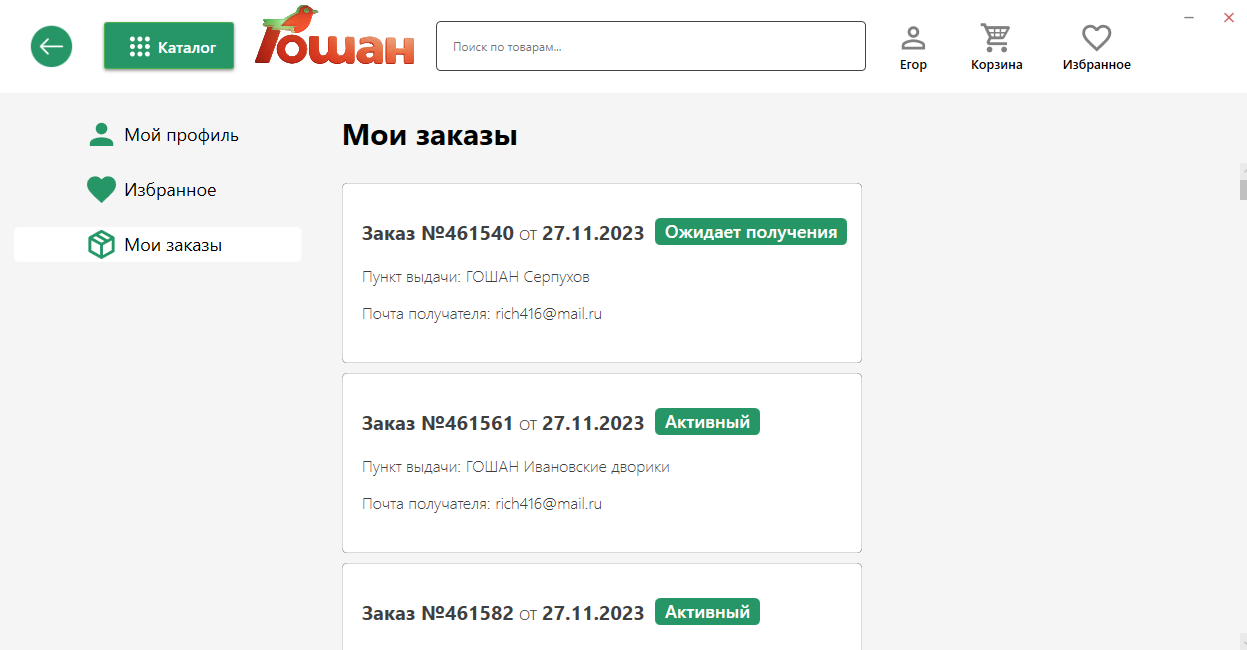 Каталог
Гошан
Поиск по товарам...
Егор
Корзина
Избранное
Мой профиль
Избранное
Мои заказы
Мои заказы
Заказ №461540 от 27.11.2023 Ожидает получения
Пункт выдачи: ГОШАН Серпухов
Почта получателя: rich416@mail.ru
Заказ №461561 от 27.11.2023 Активный
Пункт выдачи: ГОШАН Ивановские дворики
Почта получателя: rich416@mail.ru
Заказ №461582 от 27.11.2023 Активный